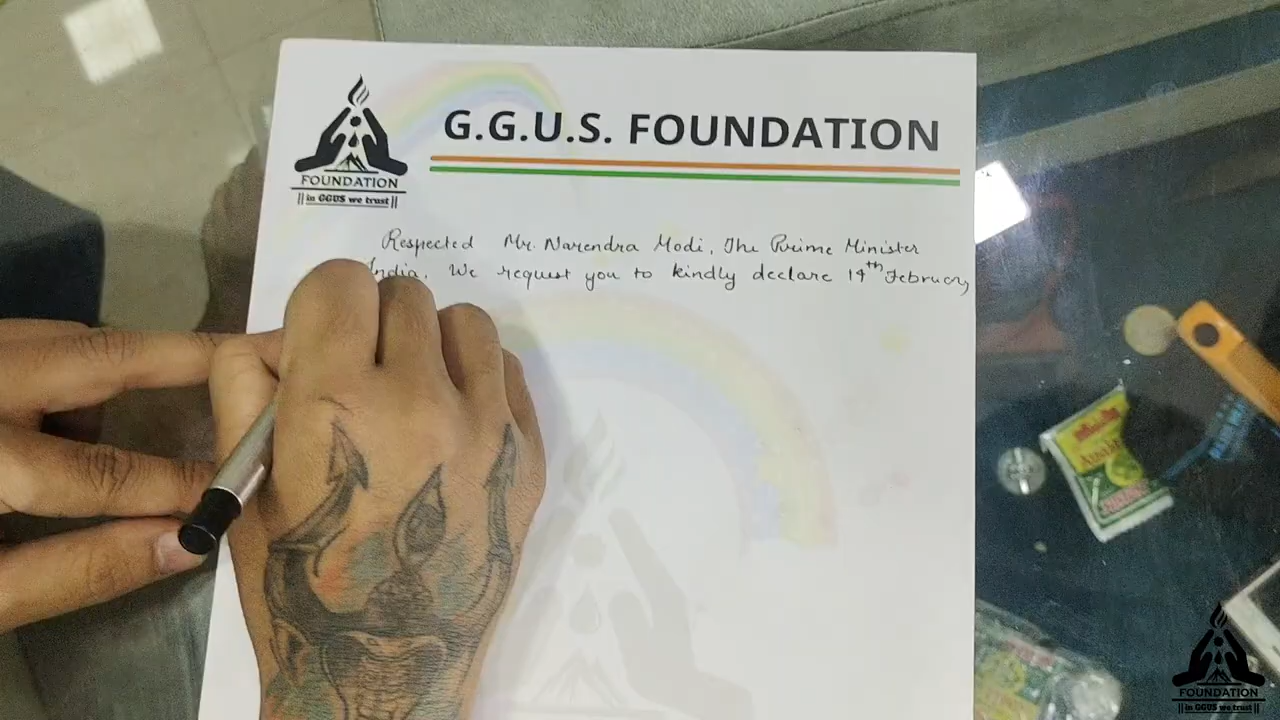 G.G.U.S. FOUNDATION
FOUNDATION
|| in GGUS we trust ||
Respected Mr. Narendra Modi, The Prime Minister
India. We request you to kindly declare 14th February
FOUNDATION
|| in GGUS we trust ||